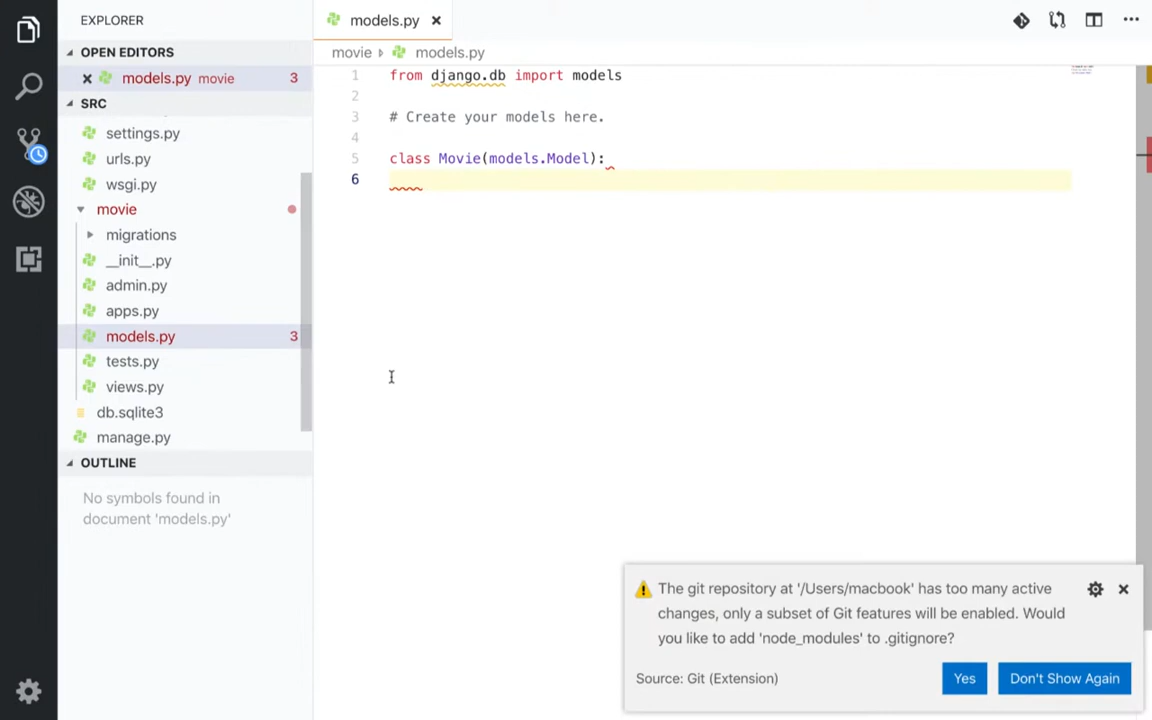 EXPLORER
OPEN EDITORS
models.py movie 3
SRC
settings.py
urls.py
wsgi.py
movie
migrations
__init__.py
admin.py
apps.py
models.py 3
tests.py
views.py
db.sqlite3
manage.py
OUTLINE
No symbols found in
document 'models.py'
models.py
movie models.py
1 from django.db import models
2
3 # Create your models here.
4
5 class Movie(models.Model):
6
The git repository at '/Users/macbook' has too many active
changes, only a subset of Git features will be enabled. Would
you like to add 'node_modules' to .gitignore?
Source: Git (Extension)
Yes
Don't Show Again